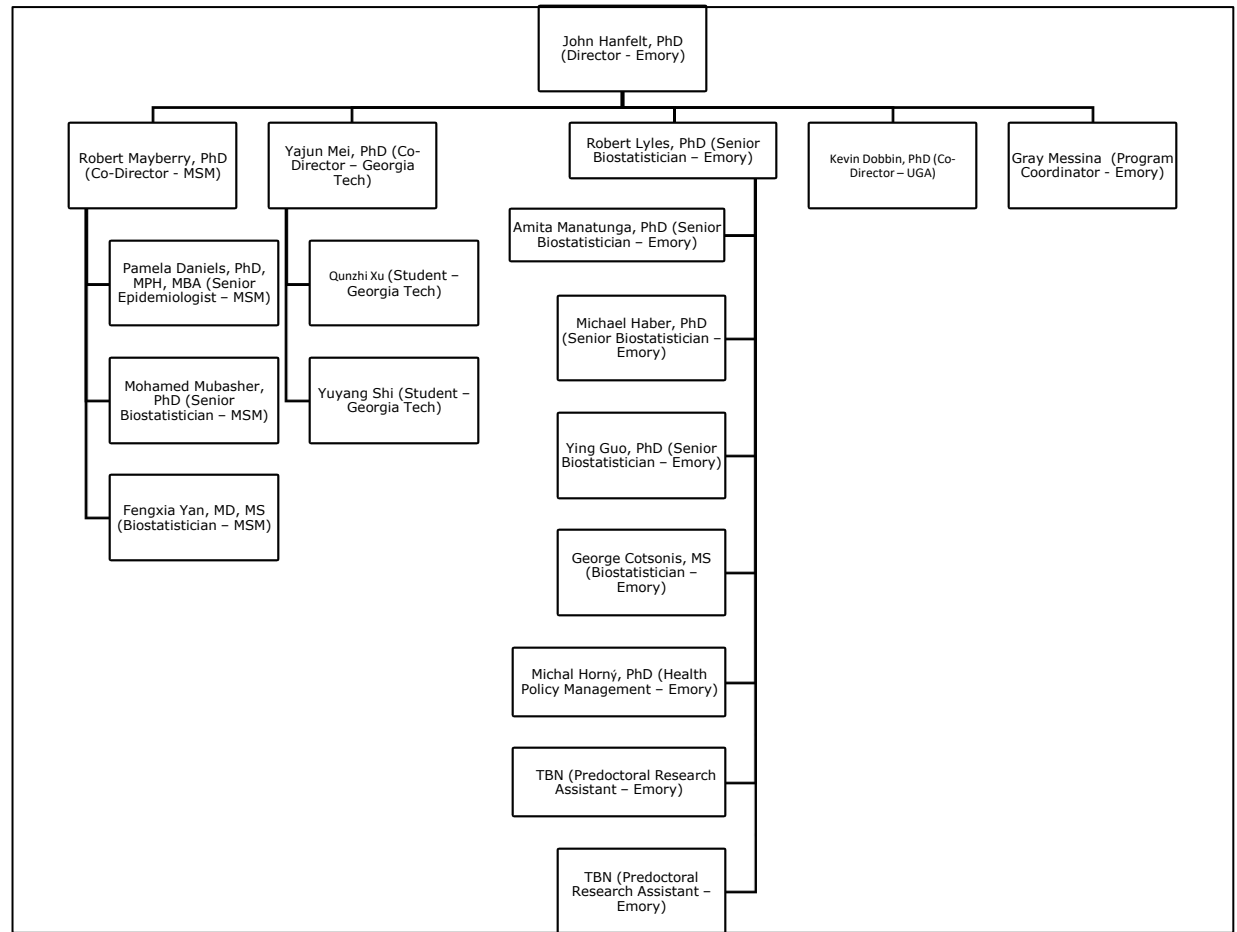 John Hanfelt, PhD
(Director - Emory)
Robert Mayberry, PhD
(Co-Director - MSM)
Yajun Mei, PhD (Co-
Director – Georgia
Tech)
Robert Lyles, PhD (Senior
Biostatistician – Emory)
Kevin Dobbin, PhD (Co-
Director – UGA)
Gray Messina (Program
Coordinator - Emory)
Pamela Daniels, PhD,
MPH, MBA (Senior
Epidemiologist – MSM)
Mohamed Mubasher,
PhD (Senior
Biostatistician – MSM)
Fengxia Yan, MD, MS
(Biostatistician – MSM)
Qunzhi Xu (Student –
Georgia Tech)
Yuyang Shi (Student –
Georgia Tech)
Amita Manatunga, PhD (Senior
Biostatistician – Emory)
Michael Haber, PhD
(Senior Biostatistician –
Emory)
Ying Guo, PhD (Senior
Biostatistician – Emory)
George Cotsonis, MS
(Biostatistician –
Emory)
Michal Horný, PhD (Health
Policy Management – Emory)
TBN (Predoctoral Research
Assistant – Emory)
TBN (Predoctoral
Research Assistant –
Emory)